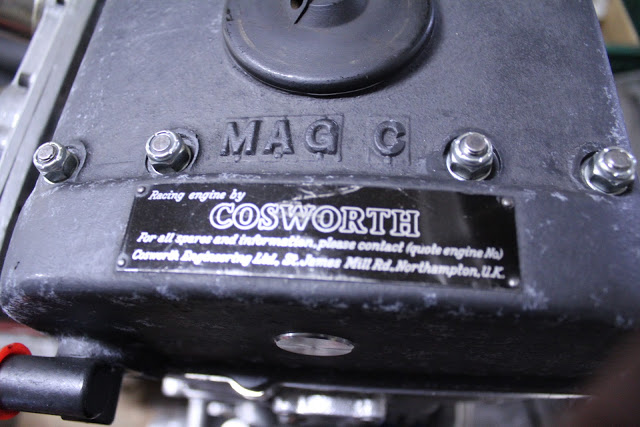 MAG C
Racing engine by
COSWORTH
For all spares and information, please contact (quote engine No.)
Cosworth Engineering Ltd., St. James Mill Rd., Northampton, U.K.